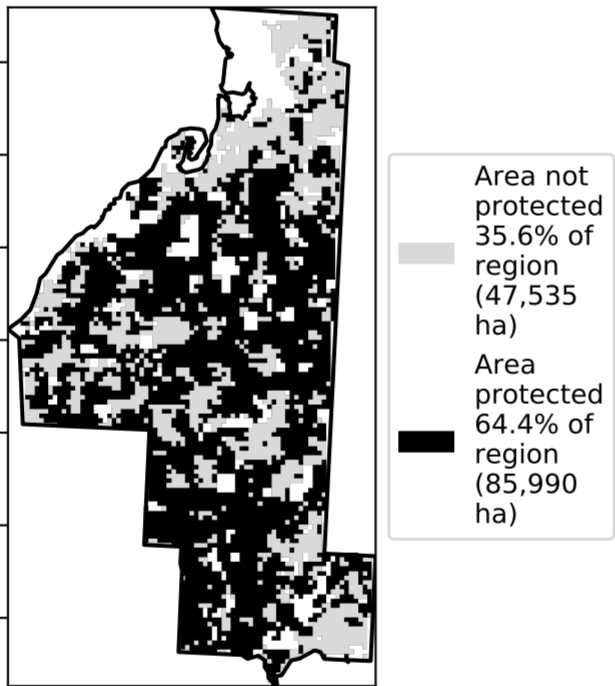 Area not
protected
35.6% of
region
(47,535
ha)
Area
protected
64.4% of
region
(85,990
ha)